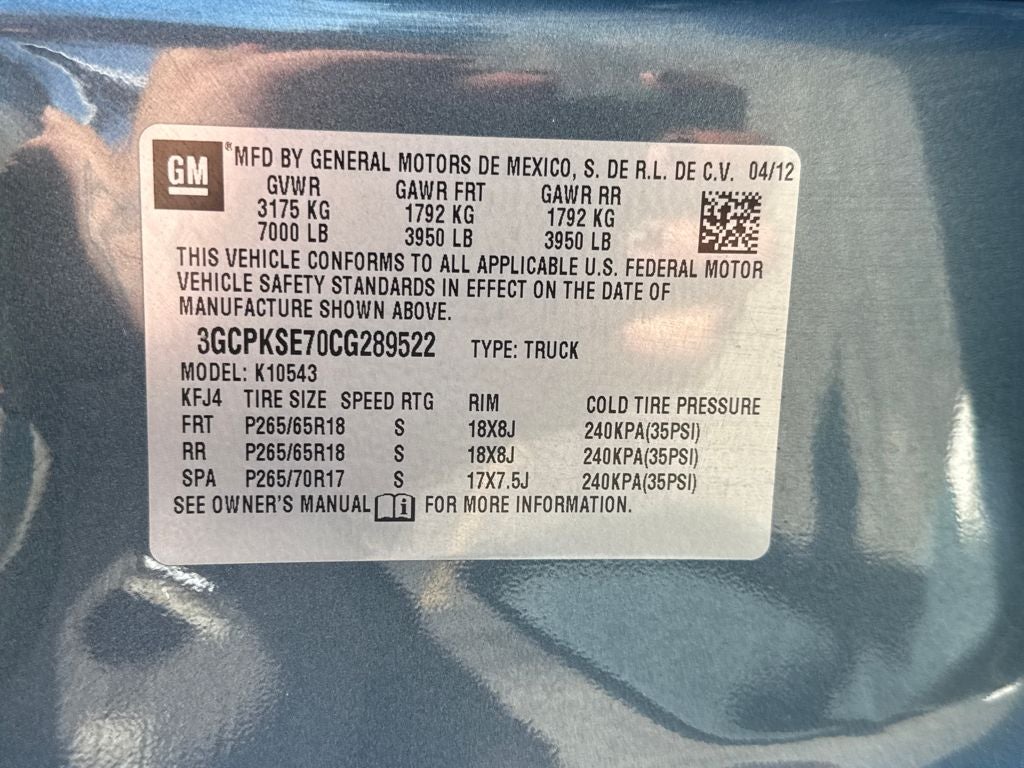 GM ®MFD BY GENERAL MOTORS DE MEXICO, S. DE R.L. DE C.V. 04/12
GVWR GAWR FRT GAWR RR
3175 KG 1792 KG 1792 KG
7000 LB 3950 LB 3950 LB
THIS VEHICLE CONFORMS TO ALL APPLICABLE U.S. FEDERAL MOTOR
VEHICLE SAFETY STANDARDS IN EFFECT ON THE DATE OF
MANUFACTURE SHOWN ABOVE.
3GCPKSE70CG289522 TYPE: TRUCK
MODEL: K10543
KFJ4 TIRE SIZE SPEED RTG RIM COLD TIRE PRESSURE
FRT P265/65R18 S 18X8J 240KPA(35PSI)
RR P265/65R18 S 18X8J 240KPA(35PSI)
SPA P265/70R17 S 17X7.5J 240KPA(35PSI)
SEE OWNER'S MANUAL i FOR MORE INFORMATION.